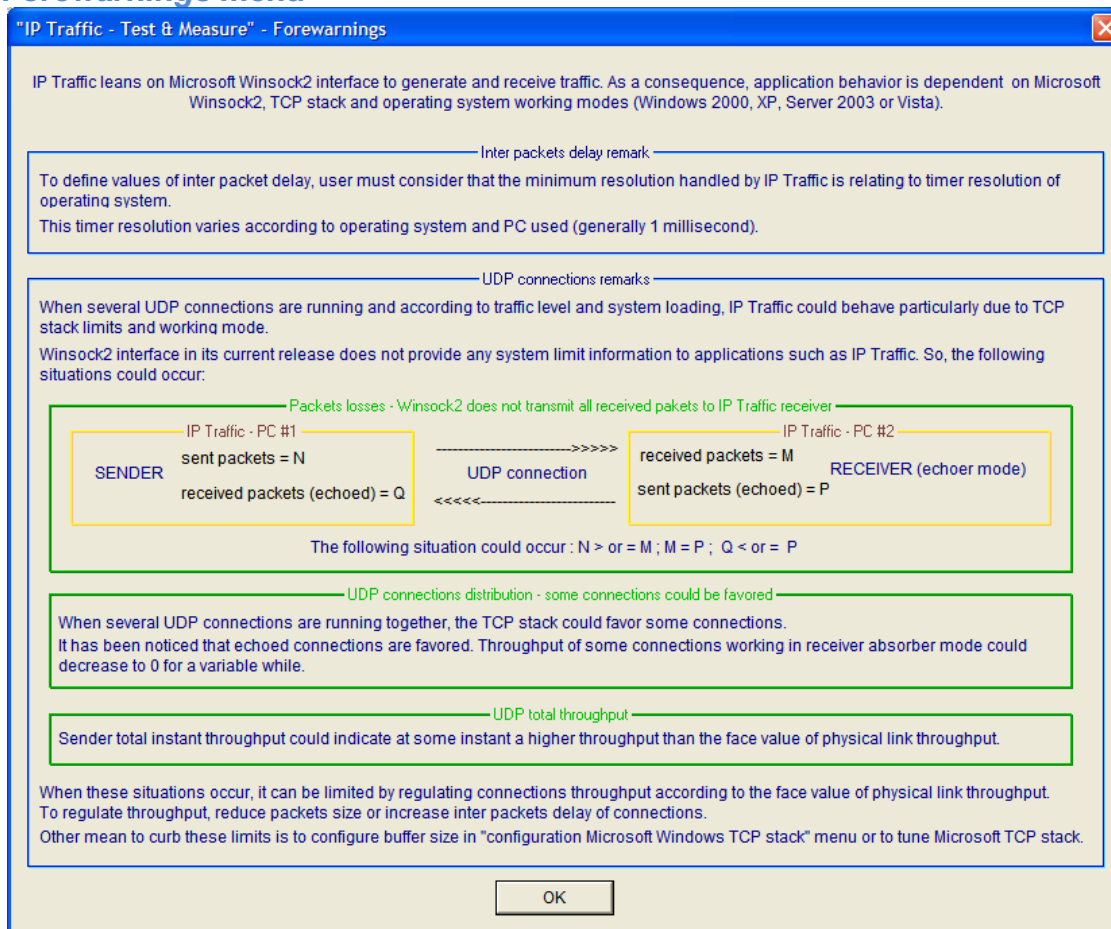 Forewarnings menu
"IP Traffic - Test & Measure" - Forewarnings
IP Traffic leans on Microsoft Winsock2 interface to generate and receive traffic. As a consequence, application behavior is dependent on Microsoft
Winsock2, TCP stack and operating system working modes (Windows 2000, XP, Server 2003 or Vista).
Inter packets delay remark
To define values of inter packet delay, user must consider that the minimum resolution handled by IP Traffic is relating to timer resolution of
operating system.
This timer resolution varies according to operating system and PC used (generally 1 millisecond).
UDP connections remarks
When several UDP connections are running and according to traffic level and system loading, IP Traffic could behave particularly due to TCP
stack limits and working mode.
Winsock2 interface in its current release does not provide any system limit information to applications such as IP Traffic. So, the following
situations could occur:
Packets losses - Winsock2 does not transmit all received pakets to IP Traffic receiver
IP Traffic - PC #1
SENDER
sent packets = N
received packets (echoed) = Q
------------------------->>>>>
UDP connection
<<<<<-------------------------
IP Traffic - PC #2
received packets = M
RECEIVER (echoer mode)
sent packets (echoed) = P
The following situation could occur : N > or = M ; M = P ; Q < or = P
UDP connections distribution - some connections could be favored
When several UDP connections are running together, the TCP stack could favor some connections.
It has been noticed that echoed connections are favored. Throughput of some connections working in receiver absorber mode could
decrease to 0 for a variable while.
UDP total throughput
Sender total instant throughput could indicate at some instant a higher throughput than the face value of physical link throughput.
When these situations occur, it can be limited by regulating connections throughput according to the face value of physical link throughput.
To regulate throughput, reduce packets size or increase inter packets delay of connections.
Other mean to curb these limits is to configure buffer size in "configuration Microsoft Windows TCP stack" menu or to tune Microsoft TCP stack.
OK